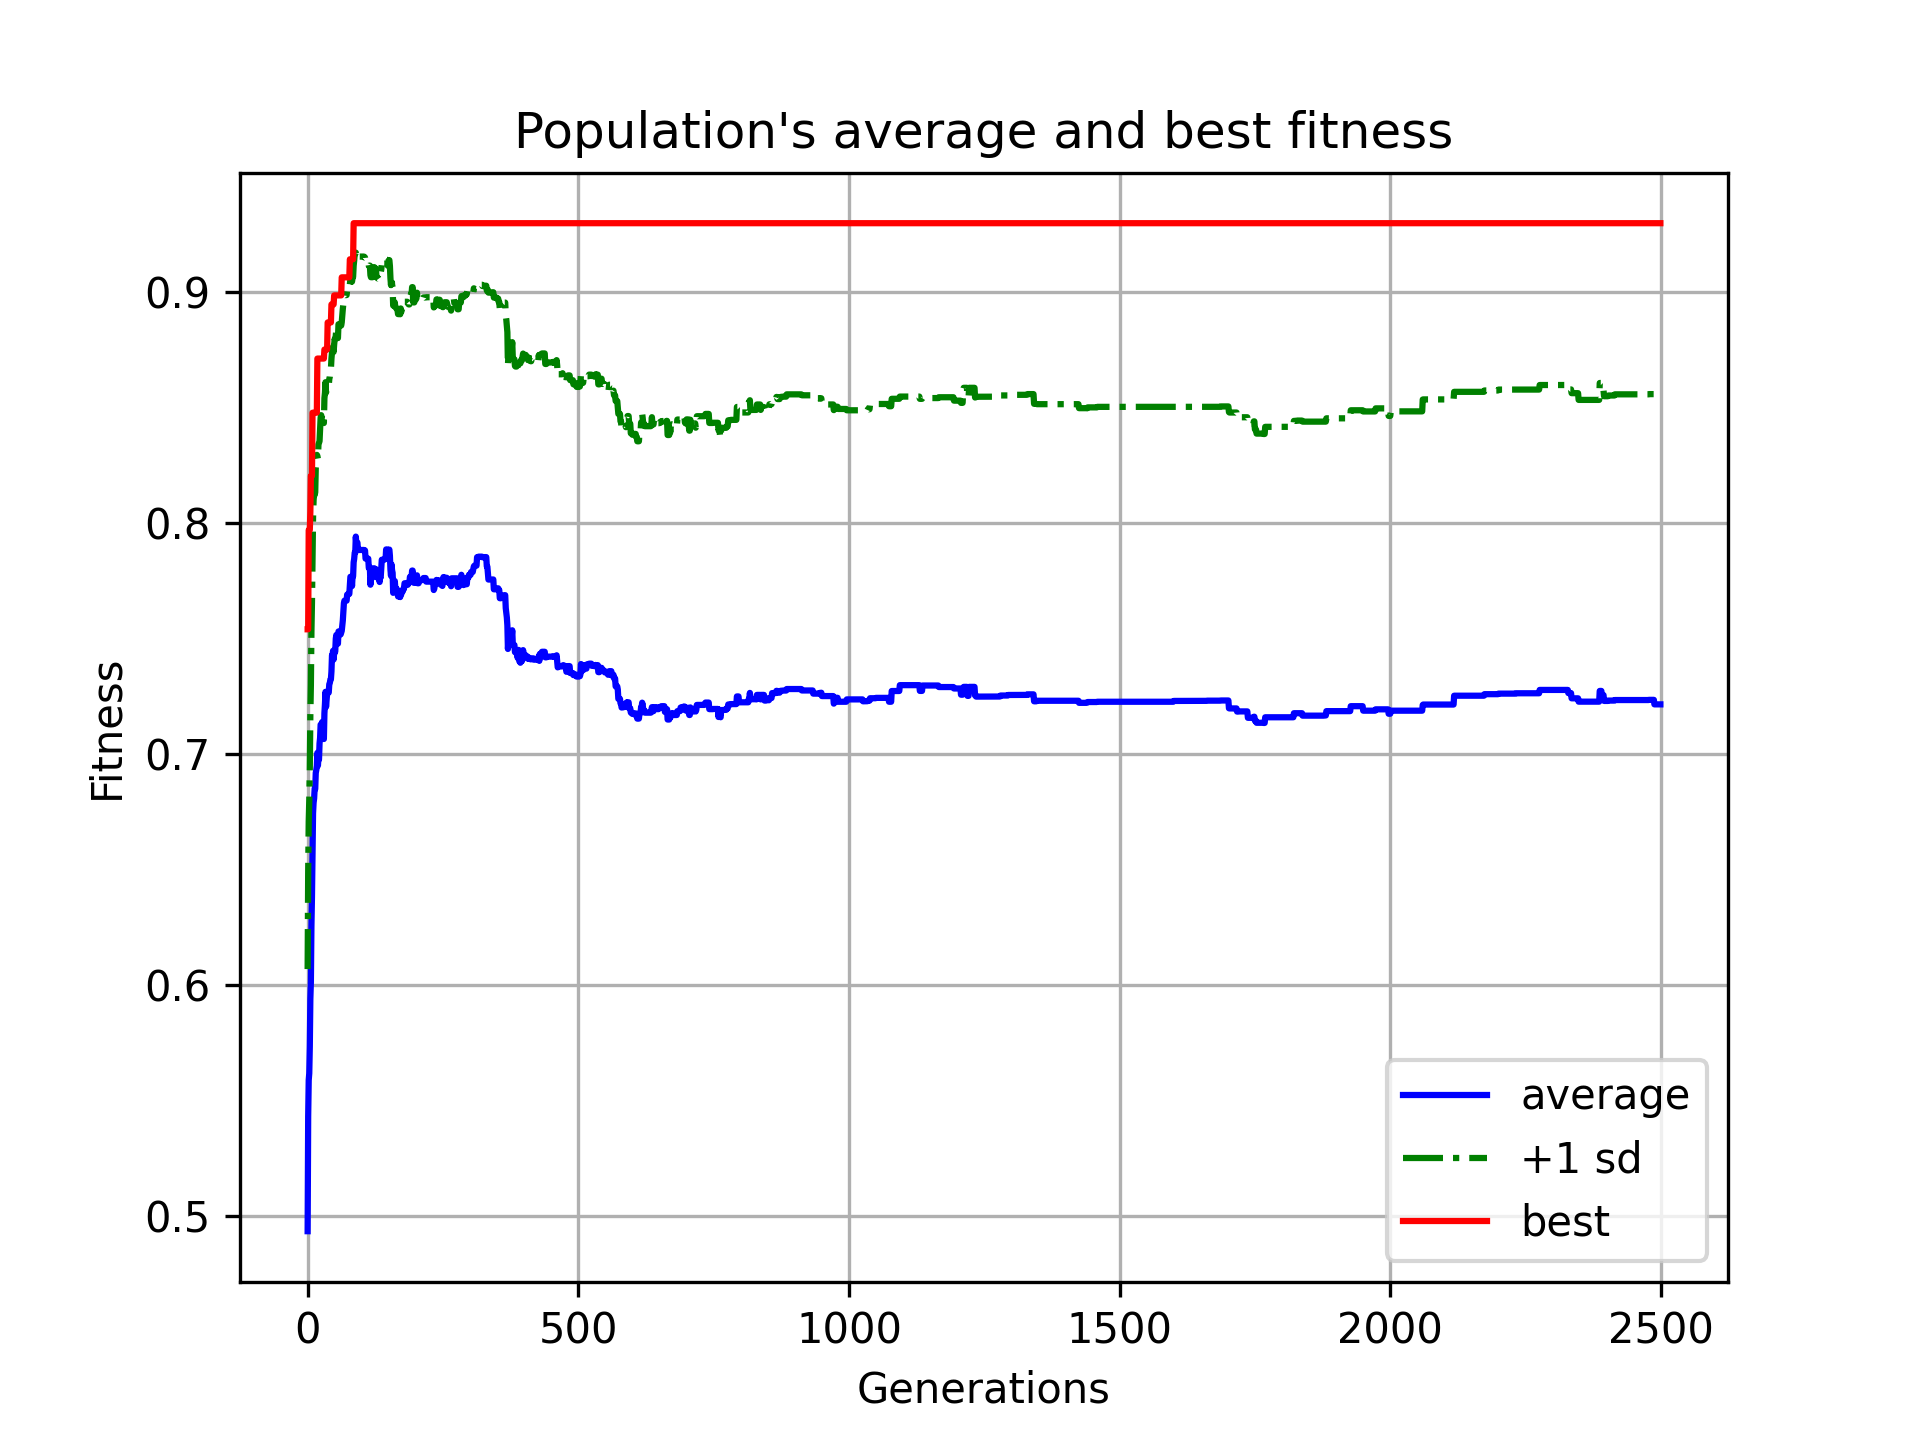 Population's average and best fitness
Fitness
0.9
0.8
0.7
0.6
0.5
0 500 1000 1500 2000 2500
Generations
average
+1 sd
best